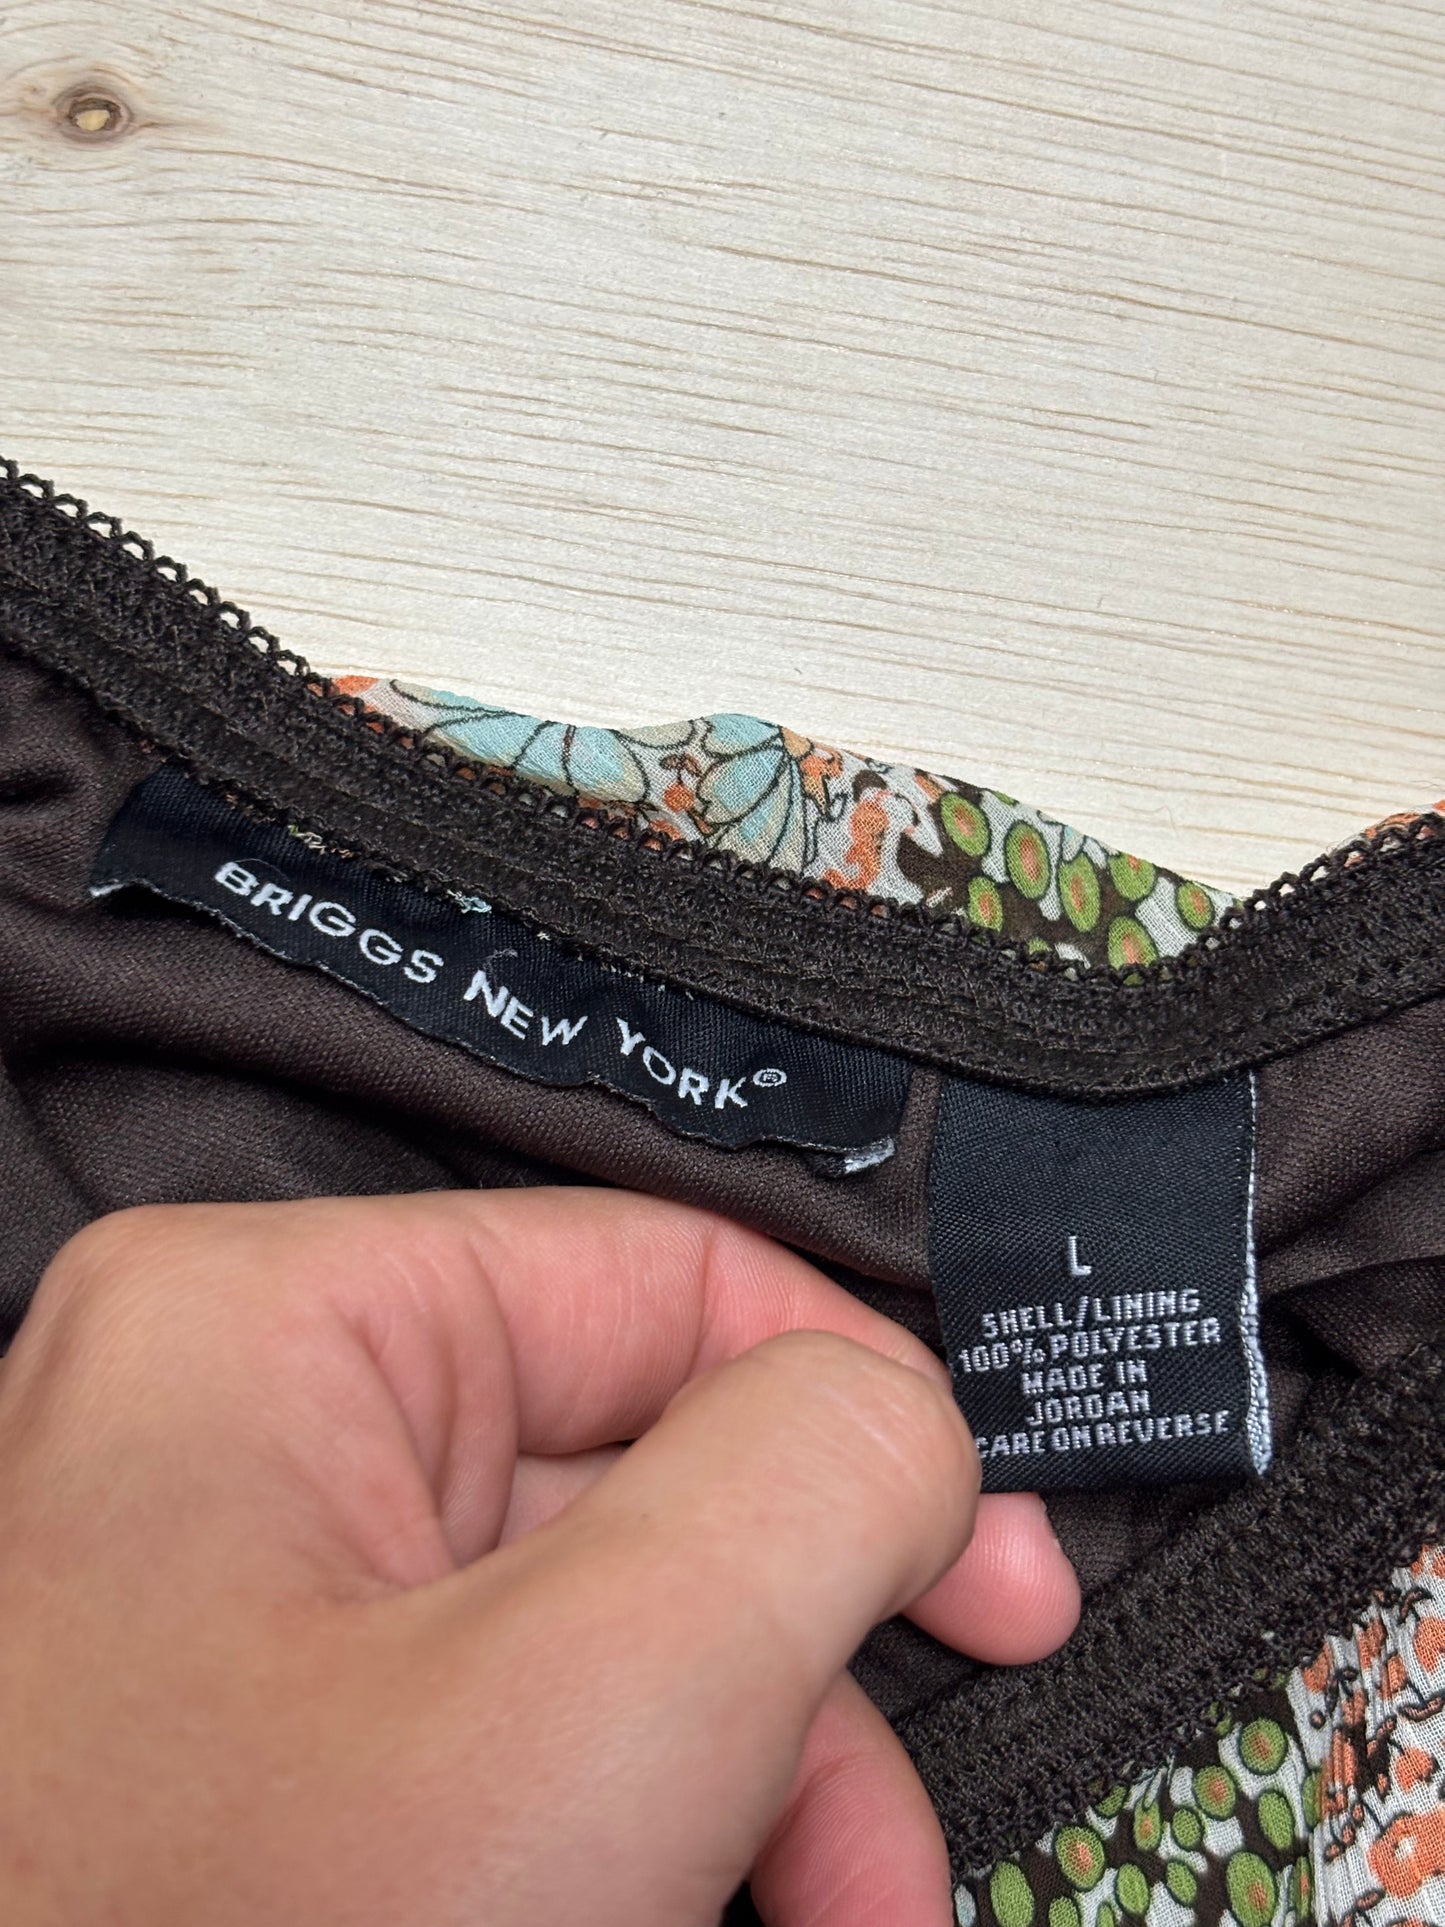 BRIGGS NEW YORK®
L
SHELL/LINING
100% POLYESTER
MADE IN
JORDAN
CARE ON REVERSE